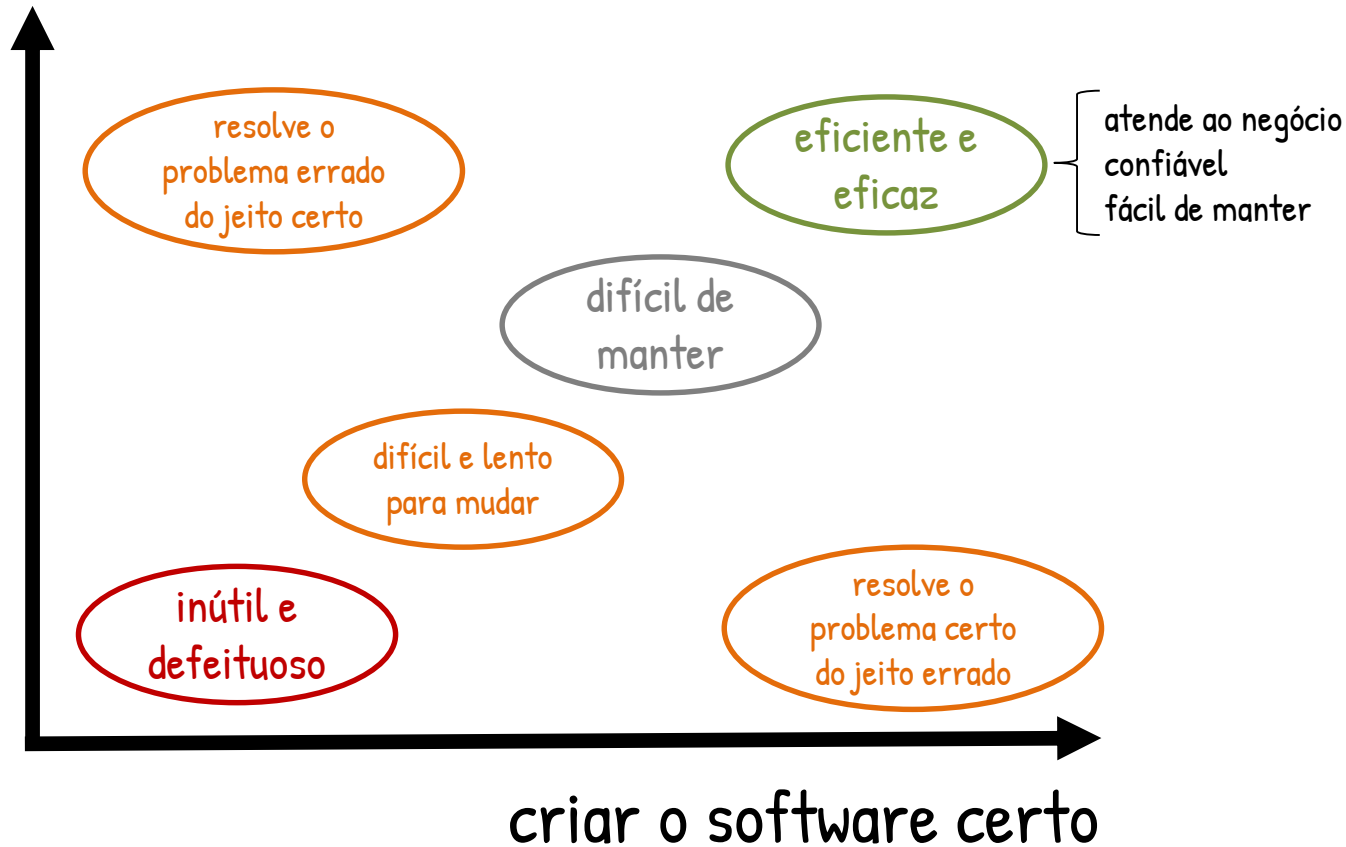 resolve o
problema errado
do jeito certo
eficiente e
eficaz
atende ao negócio
confiável
fácil de manter
difícil de
manter
difícil e lento
para mudar
inútil e
defeituoso
resolve o
problema certo
do jeito errado
criar o software certo